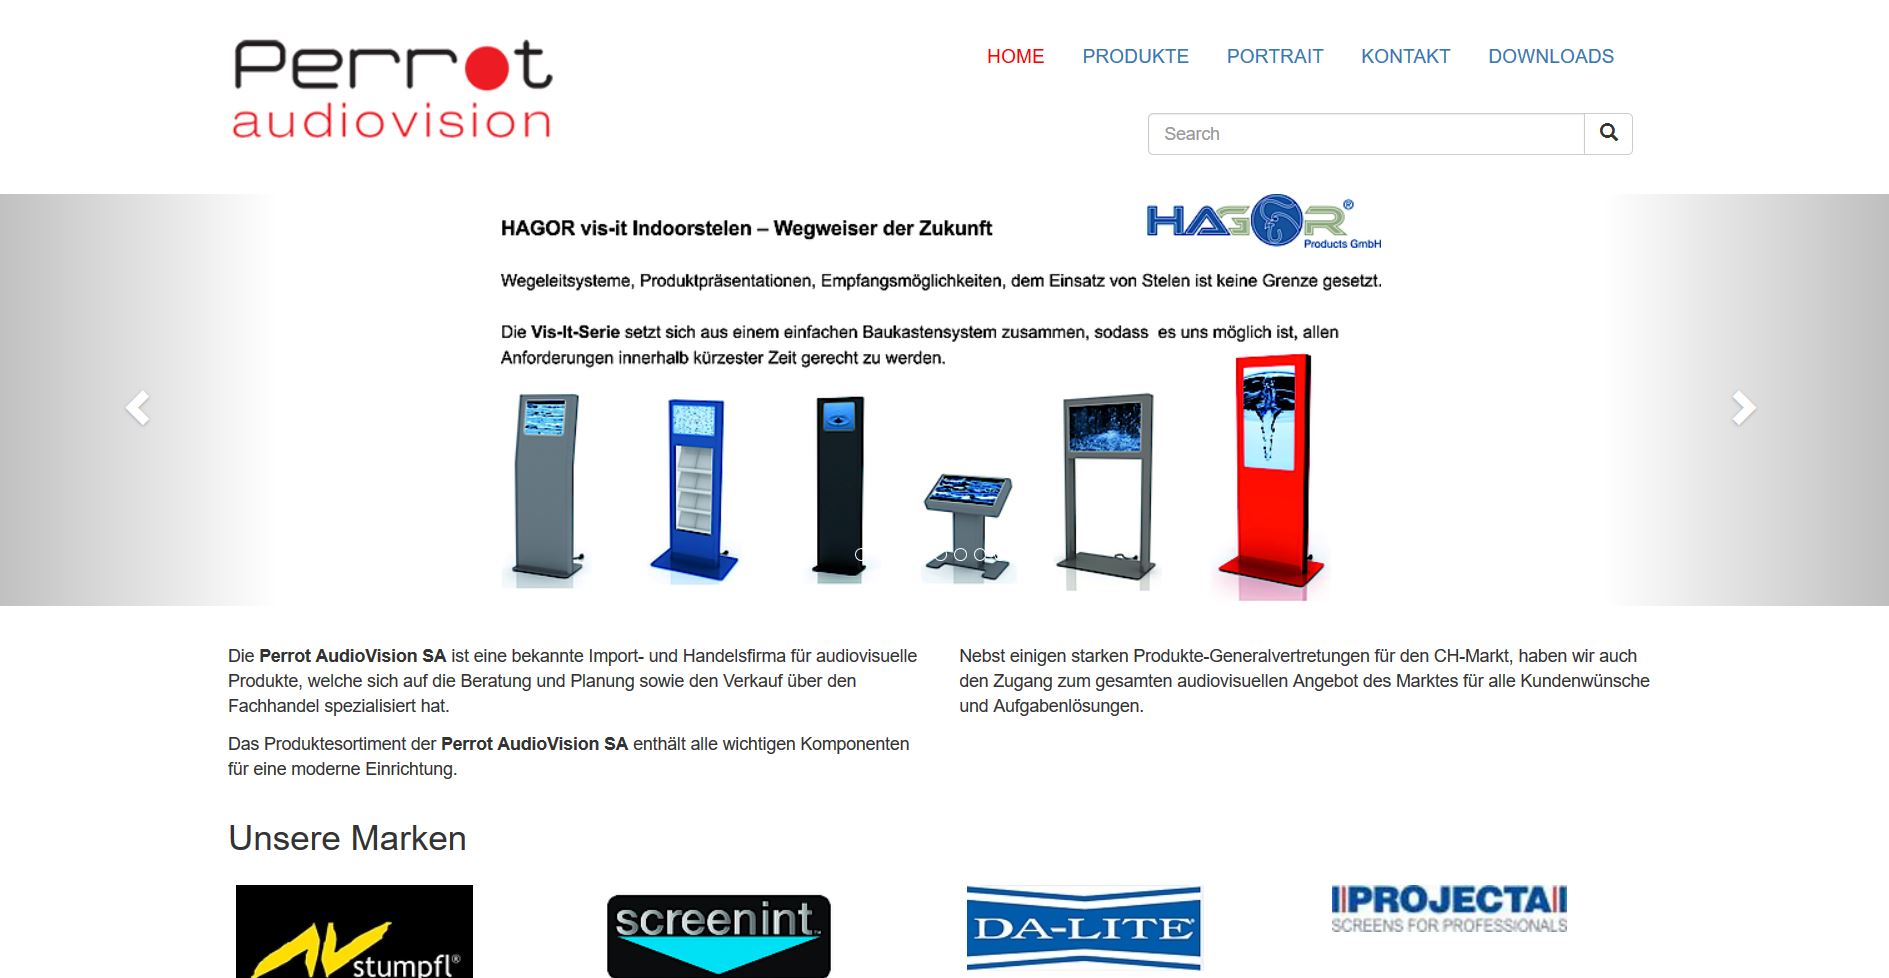 Perrot
audiovision
HOME PRODUKTE PORTRAIT KONTAKT DOWNLOADS
Search
HAGOR®
Products GmbH
HAGOR vis-it Indoorstelen – Wegweiser der Zukunft
Wegeleitsysteme, Produktpräsentationen, Empfangsmöglichkeiten, dem Einsatz von Stelen ist keine Grenze gesetzt.
Die Vis-It-Serie setzt sich aus einem einfachen Baukastensystem zusammen, sodass es uns möglich ist, allen
Anforderungen innerhalb kürzester Zeit gerecht zu werden.
Die Perrot AudioVision SA ist eine bekannte Import- und Handelsfirma für audiovisuelle
Produkte, welche sich auf die Beratung und Planung sowie den Verkauf über den
Fachhandel spezialisiert hat.
Das Produktesortiment der Perrot AudioVision SA enthält alle wichtigen Komponenten
für eine moderne Einrichtung.
Nebst einigen starken Produkte-Generalvertretungen für den CH-Markt, haben wir auch
den Zugang zum gesamten audiovisuellen Angebot des Marktes für alle Kundenwünsche
und Aufgabenlösungen.
Unsere Marken
AV stumpfl®
screenint™
DA-LITE®
PROJECTA
SCREENS FOR PROFESSIONALS